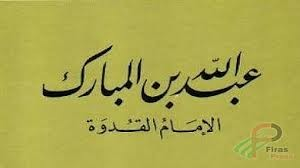 عبد الله بن المبارك
الإمام القدوة
Firas
Press